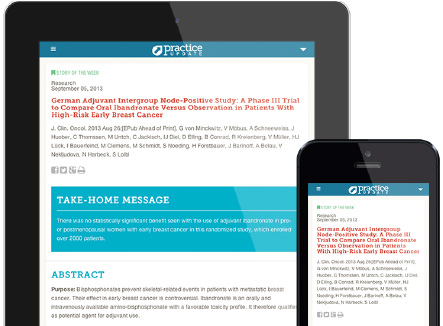 practice
UPDATE
STORY OF THE WEEK
Research
September 05, 2013
German Adjuvant Intergroup Node-Positive Study: A Phase III Trial
to Compare Oral Ibandronate Versus Observation in Patients With
High-Risk Early Breast Cancer
J. Clin. Oncol. 2013 Aug 26;[EPub Ahead of Print], G von Minckwitz, V Möbus, A Schneeweiss, J
Huober, C Thomssen, M Untch, C Jackisch, IJ Diel, D Elling, B Conrad, R Kreienberg, V Müller, HJ
Lück, I Bauerfeind, M Clemens, M Schmidt, S Noeding, H Forstbauer, J Barinoff, A Belau, V
Nekljudova, N Harbeck, S Loibl
TAKE-HOME MESSAGE
There was no statistically significant benefit seen with the use of adjuvant ibandronate in pre-
or postmenopausal women with early breast cancer in this randomized study, which enrolled
over 2000 patients.
ABSTRACT
Purpose: Bisphosphonates prevent skeletal-related events in patients with metastatic breast
cancer. Their effect in early breast cancer is controversial. Ibandronate is an orally and
intravenously available amino-bisphosphonate with a favorable toxicity profile. It therefore qualifies
as potential agent for adjuvant use.
practice
UPDATE
STORY OF THE WEEK
Research
September 05, 2013
German Adjuvant Intergroup
Node-Positive Study: A Phase III
Trial to Compare Oral Ibandronate
Versus Observation in Patients
With High-Risk Early Breast Cancer
J. Clin. Oncol. 2013 Aug 26;[EPub Ahead of Print],
G von Minckwitz, V Möbus, A Schneeweiss, J
Huober, C Thomssen, M Untch, C Jackisch, IJ Diel,
D Elling, B Conrad, R Kreienberg, V Müller, HJ
Lück, I Bauerfeind, M Clemens, M Schmidt, S
Noeding, H Forstbauer, J Barinoff, A Belau, V
Nekljudova, N Harbeck, S Loibl